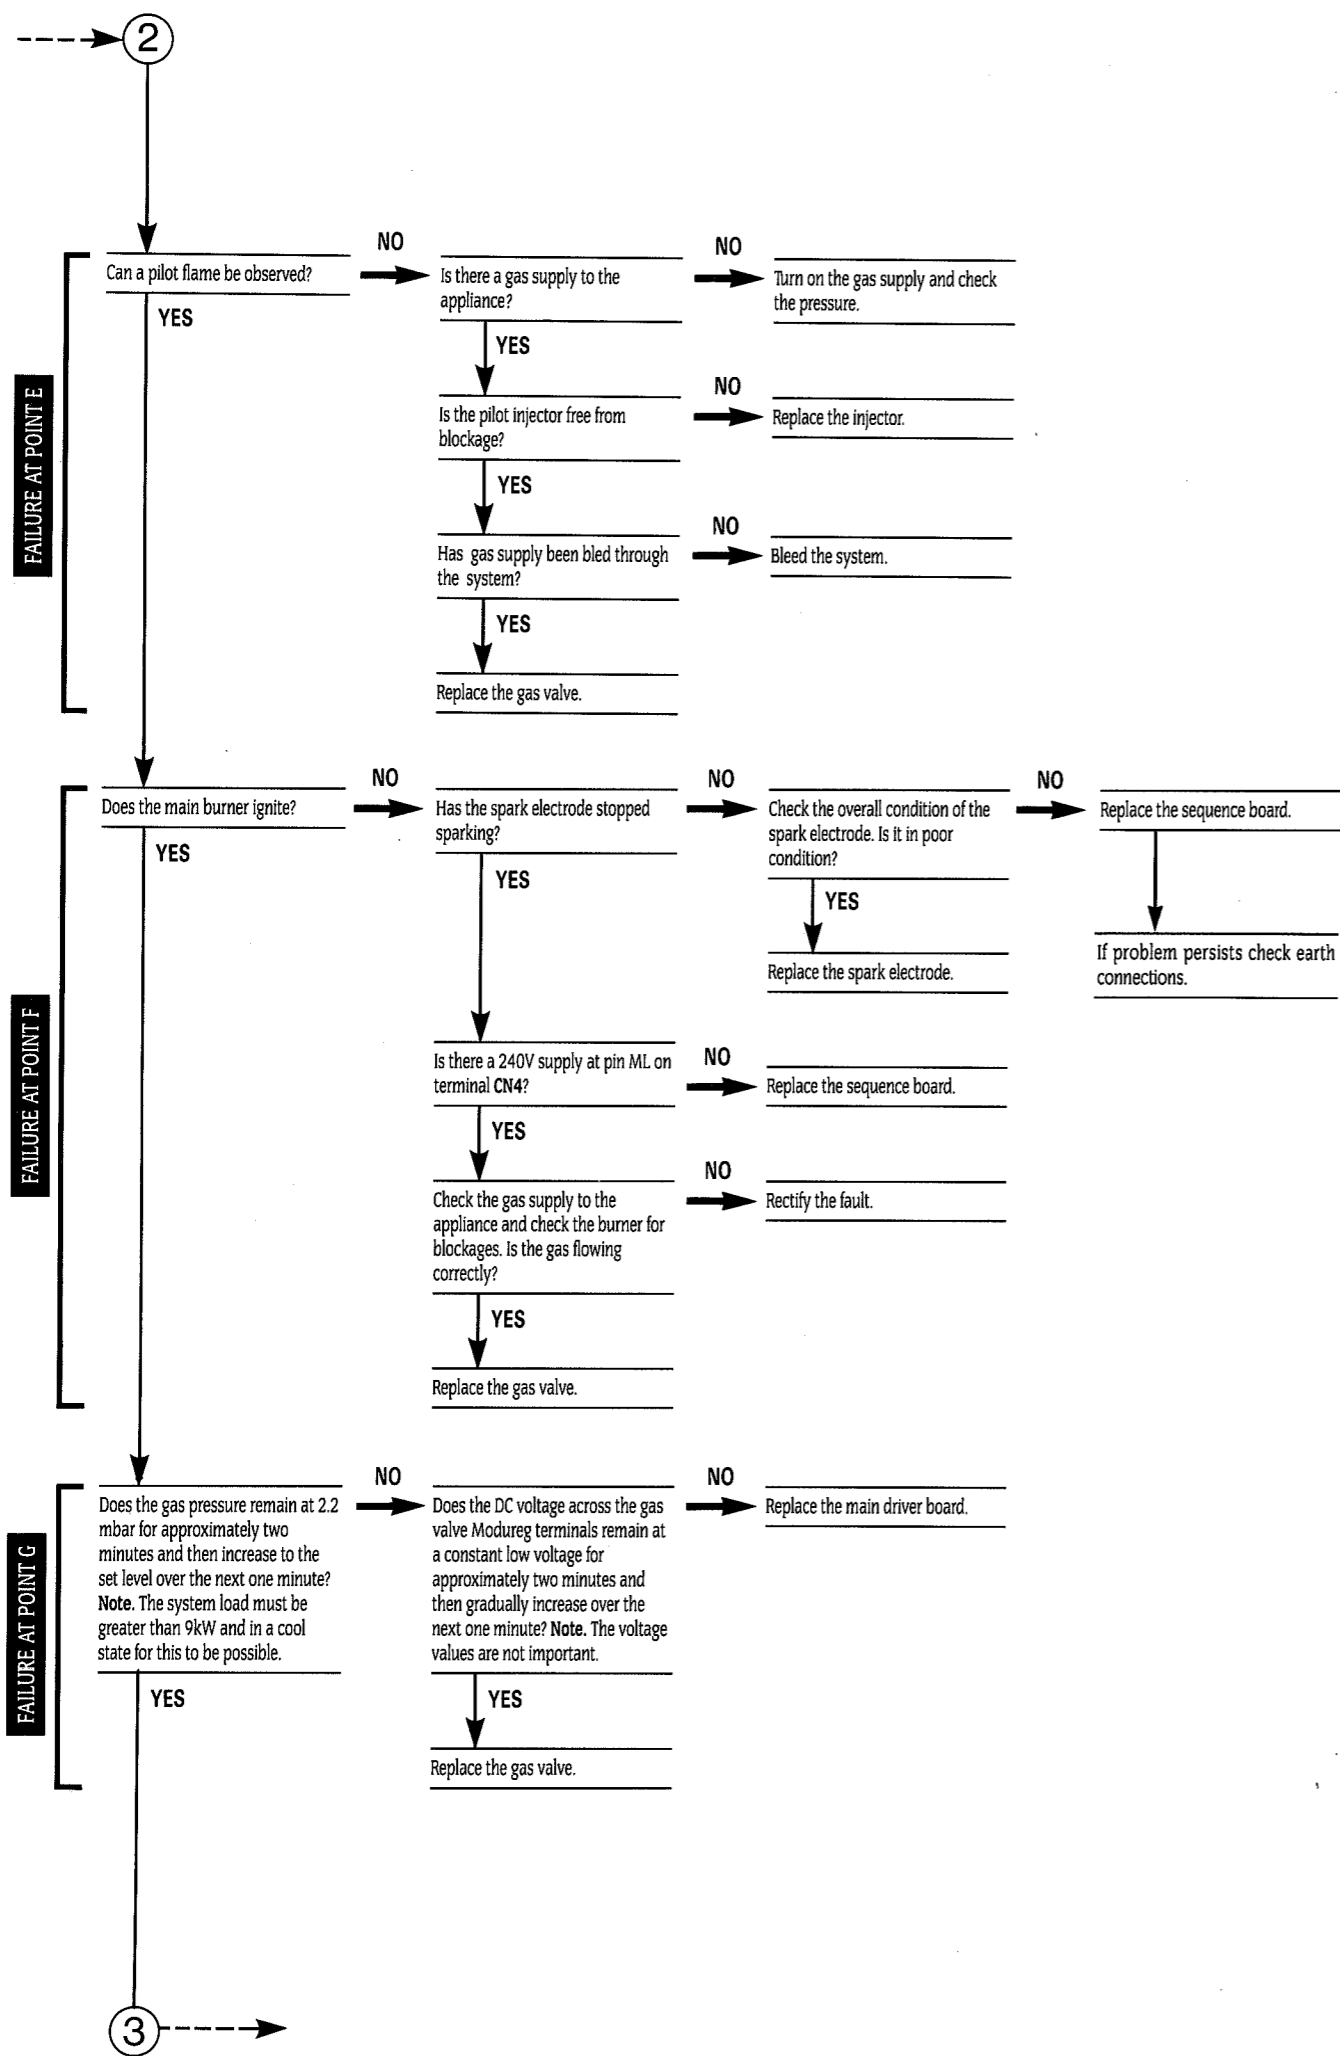 2
Can a pilot flame be observed?
NO
Is there a gas supply to the
appliance?
NO
Turn on the gas supply and check
the pressure.
YES
YES
Is the pilot injector free from
blockage?
NO
Replace the injector.
YES
Has gas supply been bled through
the system?
NO
Bleed the system.
YES
Replace the gas valve.
FAILURE AT POINT E
Does the main burner ignite?
NO
Has the spark electrode stopped
sparking?
NO
Check the overall condition of the
spark electrode. Is it in poor
condition?
NO
Replace the sequence board.
YES
YES
YES
Replace the spark electrode.
If problem persists check earth
connections.
Is there a 240V supply at pin ML on
terminal CN4?
NO
Replace the sequence board.
YES
Check the gas supply to the
appliance and check the burner for
blockages. Is the gas flowing
correctly?
NO
Rectify the fault.
YES
Replace the gas valve.
FAILURE AT POINT F
Does the gas pressure remain at 2.2
mbar for approximately two
minutes and then increase to the
set level over the next one minute?
Note. The system load must be
greater than 9kW and in a cool
state for this to be possible.
NO
Does the DC voltage across the gas
valve Modureg terminals remain at
a constant low voltage for
approximately two minutes and
then gradually increase over the
next one minute? Note. The voltage
values are not important.
NO
Replace the main driver board.
YES
YES
Replace the gas valve.
FAILURE AT POINT G
3